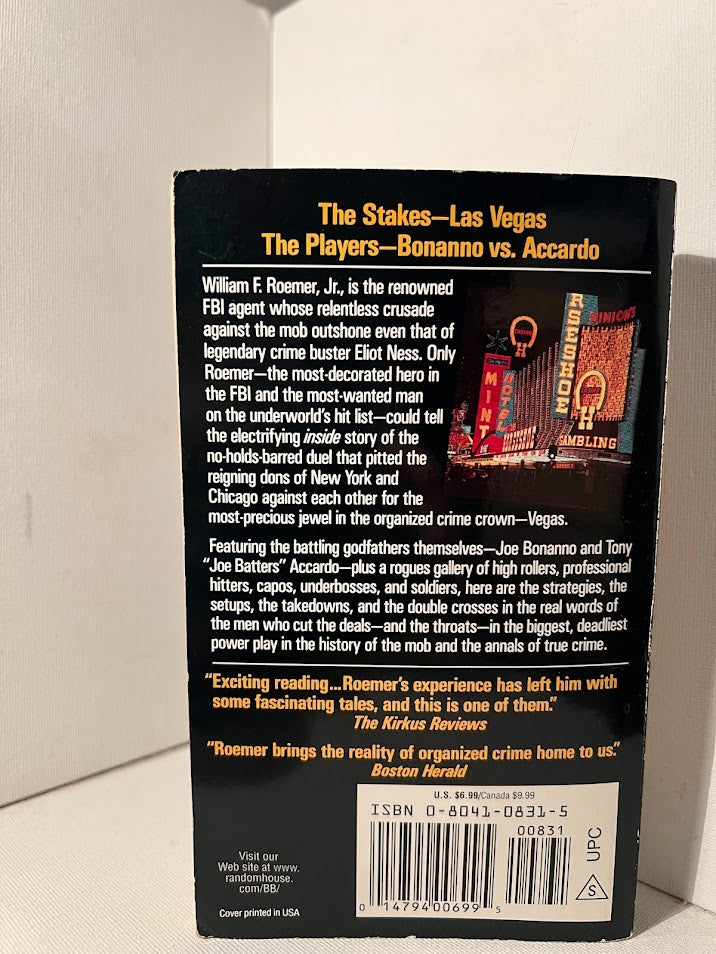 The Stakes—Las Vegas
The Players—Bonanno vs. Accardo
William F. Roemer, Jr., is the renowned
FBI agent whose relentless crusade
against the mob outshone even that of
legendary crime buster Eliot Ness. Only
Roemer—the most-decorated hero in
the FBI and the most-wanted man
on the underworld's hit list—could tell
the electrifying inside story of the
no-holds-barred duel that pitted the
reigning dons of New York and
Chicago against each other for the
most-precious jewel in the organized crime crown—Vegas.
RSESHOE
BINION'S
H
MINT
HOTEL
H
GAMBLING
Featuring the battling godfathers themselves—Joe Bonanno and Tony
"Joe Batters" Accardo—plus a rogues gallery of high rollers, professional
hitters, capos, underbosses, and soldiers, here are the strategies, the
setups, the takedowns, and the double crosses in the real words of
the men who cut the deals—and the throats—in the biggest, deadliest
power play in the history of the mob and the annals of true crime.
"Exciting reading...Roemer's experience has left him with
some fascinating tales, and this is one of them."
The Kirkus Reviews
"Roemer brings the reality of organized crime home to us."
Boston Herald
U.S. $6.99/Canada $9.99
ISBN 0-8041-0831-5
00831
0 14794 00699 5
UPC
S
Visit our
Web site at www.
randomhouse.
com/BB/
Cover printed in USA